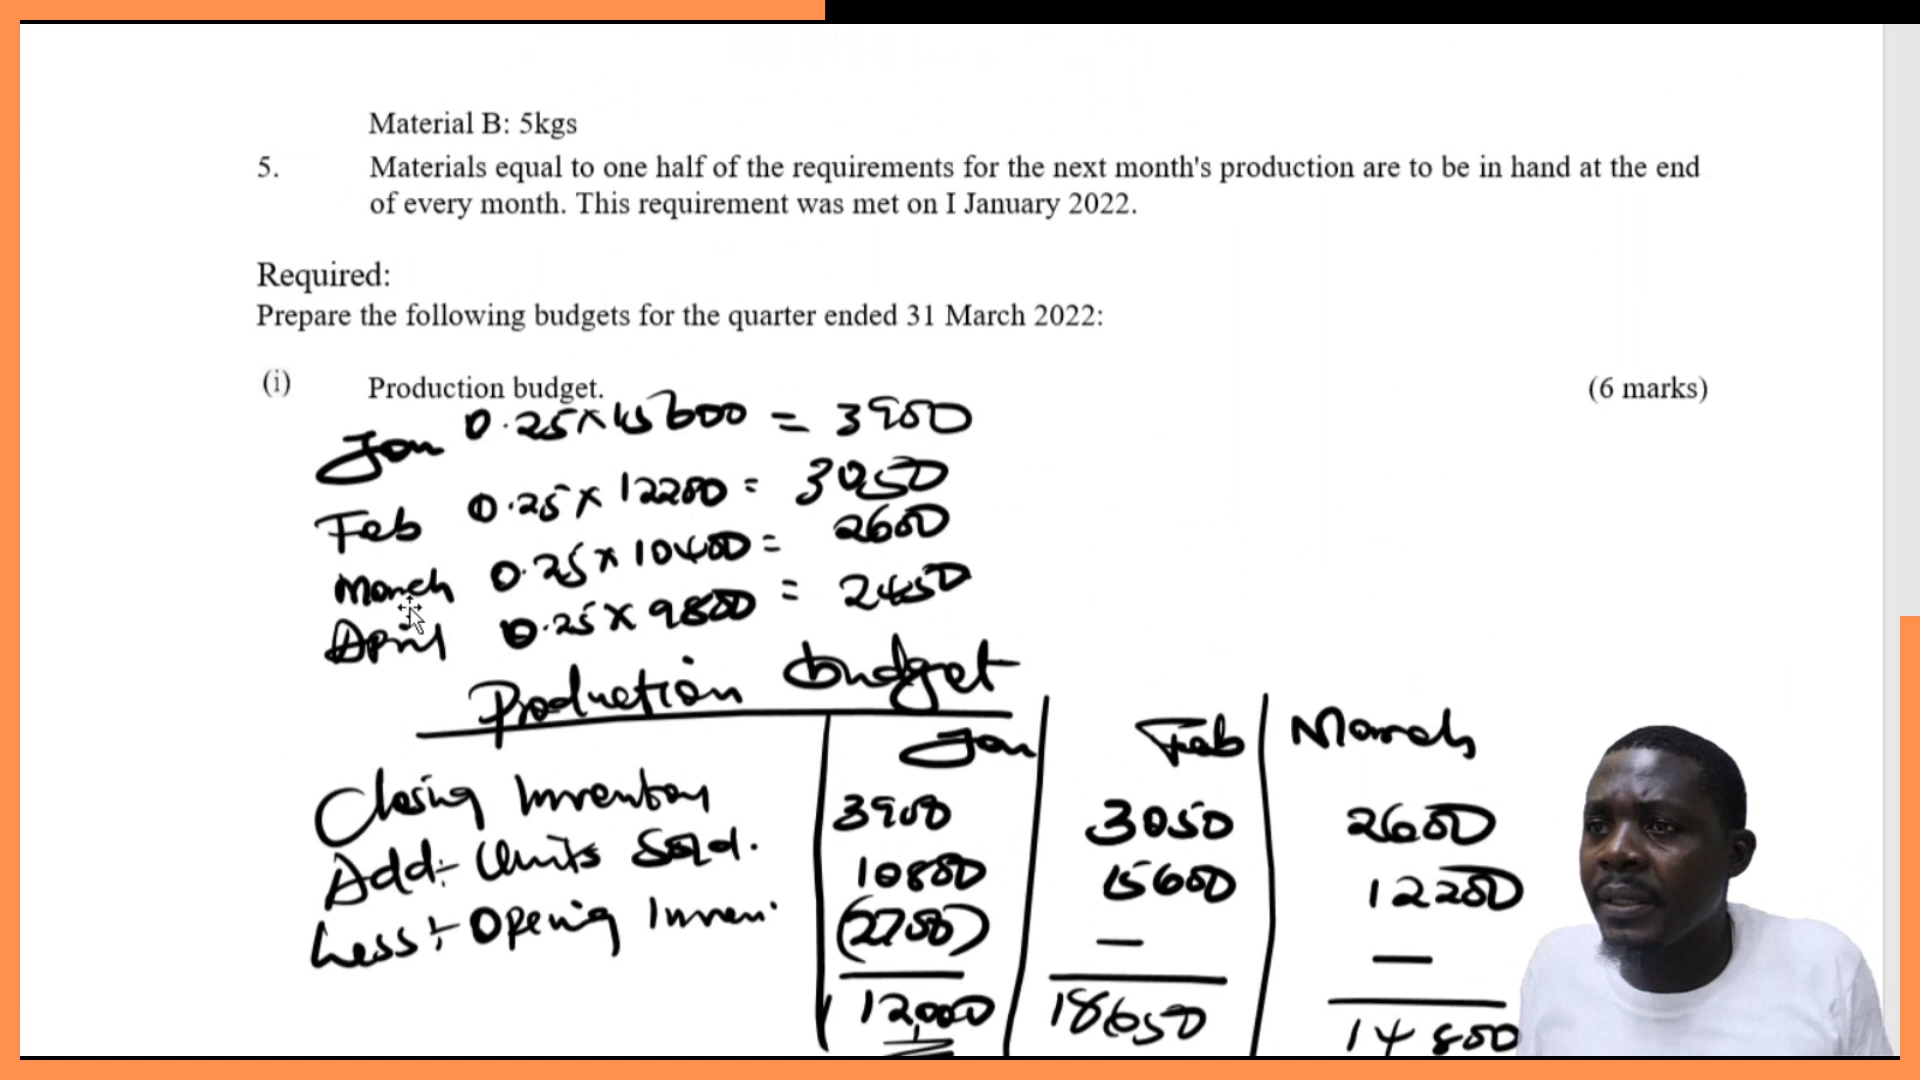 Material B: 5kgs
5. Materials equal to one half of the requirements for the next month's production are to be in hand at the end
of every month. This requirement was met on I January 2022.
Required:
Prepare the following budgets for the quarter ended 31 March 2022:
(i) Production budget. (6 marks)
Jan 0.25 x 15600 = 3900
Feb 0.25 x 12200 = 3050
March 0.25 x 10400 = 2600
April 0.25 x 9800 = 2450
Production budget
Jan Feb March
Closing Inventory 3900 3050 2600
Add:- Units Sold. 10800 15600 12200
Less:- Opening Inven. (2700) — —
12,000 18650 14800